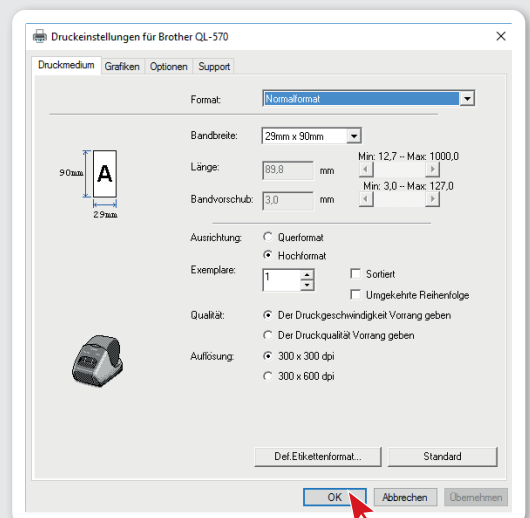 Druckeinstellungen für Brother QL-570
Druckmedium Grafiken Optionen Support
Format: Normalformat
Bandbreite: 29mm x 90mm
Länge: 89,8 mm Min: 12,7 -- Max: 1000,0
Bandvorschub: 3,0 mm Min: 3,0 -- Max: 127,0
90mm
A
29mm
Ausrichtung: Querformat
Hochformat
Exemplare: 1 Sortiert
Umgekehrte Reihenfolge
Qualität: Der Druckgeschwindigkeit Vorrang geben
Der Druckqualität Vorrang geben
Auflösung: 300 x 300 dpi
300 x 600 dpi
Def.Etikettenformat... Standard
OK Abbrechen Übernehmen